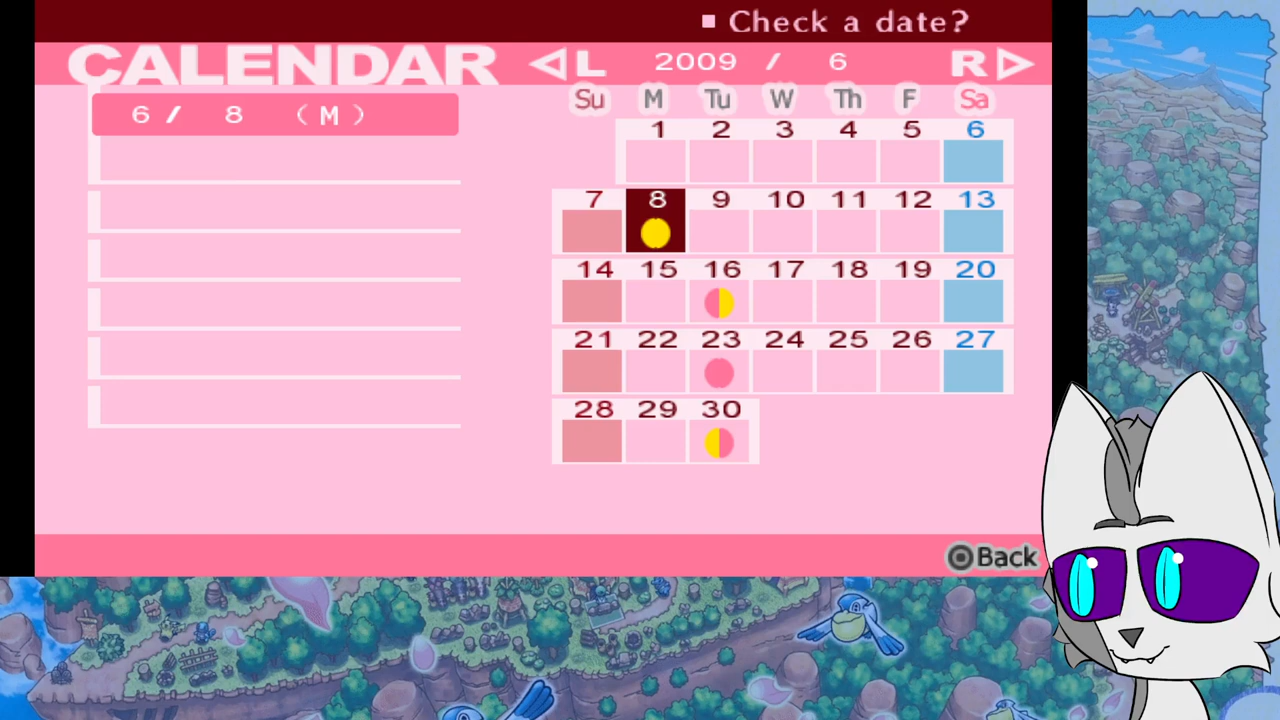 Check a date?
CALENDAR
L 2009 / 6 R
6 / 8 (M)
Su M Tu W Th F Sa
1 2 3 4 5 6
7 8 9 10 11 12 13
14 15 16 17 18 19 20
21 22 23 24 25 26 27
28 29 30
Back